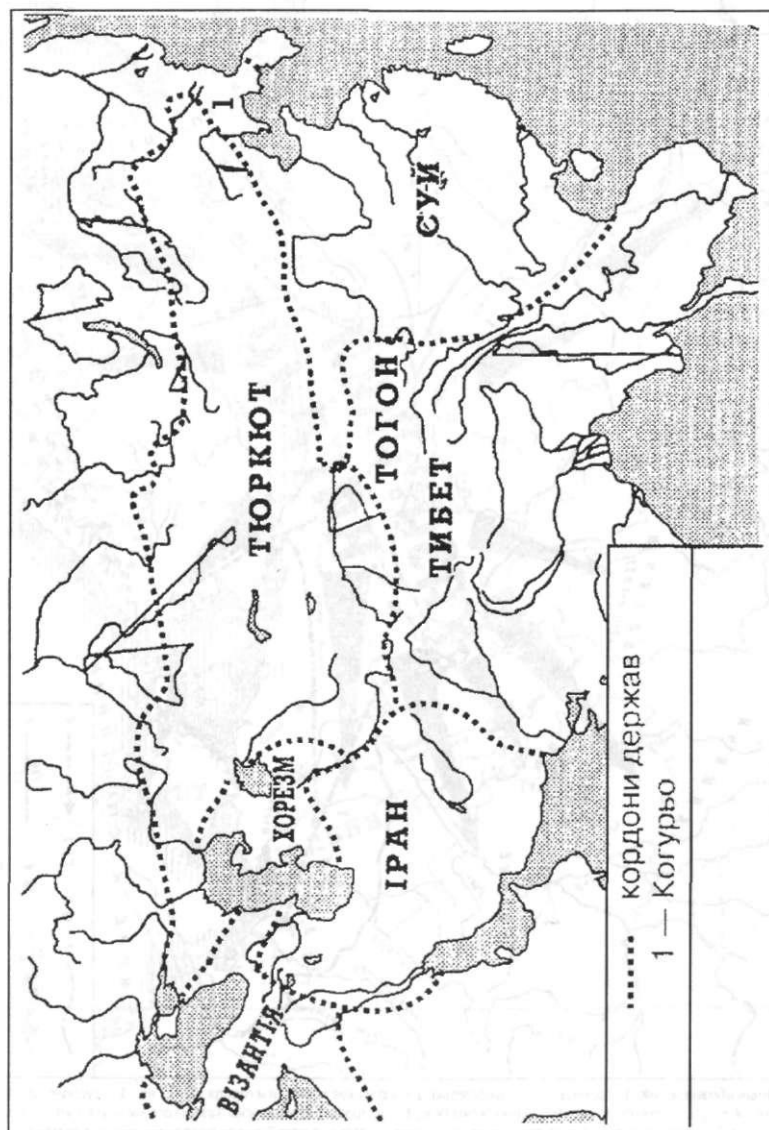 ТЮРКЮТ
СУЙ
1
ТОГОН
ТИБЕТ
ХОРЕЗМ
ІРАН
ВІЗАНТІЯ
кордони держав
1 — Когурьо